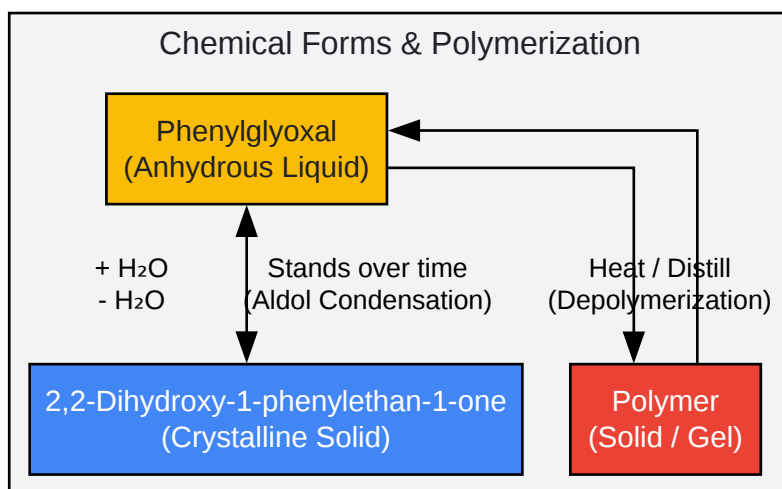 Chemical Forms & Polymerization
Phenylglyoxal
(Anhydrous Liquid)
+ H₂O
- H₂O
Stands over time
(Aldol Condensation)
Heat / Distill
(Depolymerization)
2,2-Dihydroxy-1-phenylethan-1-one
(Crystalline Solid)
Polymer
(Solid / Gel)